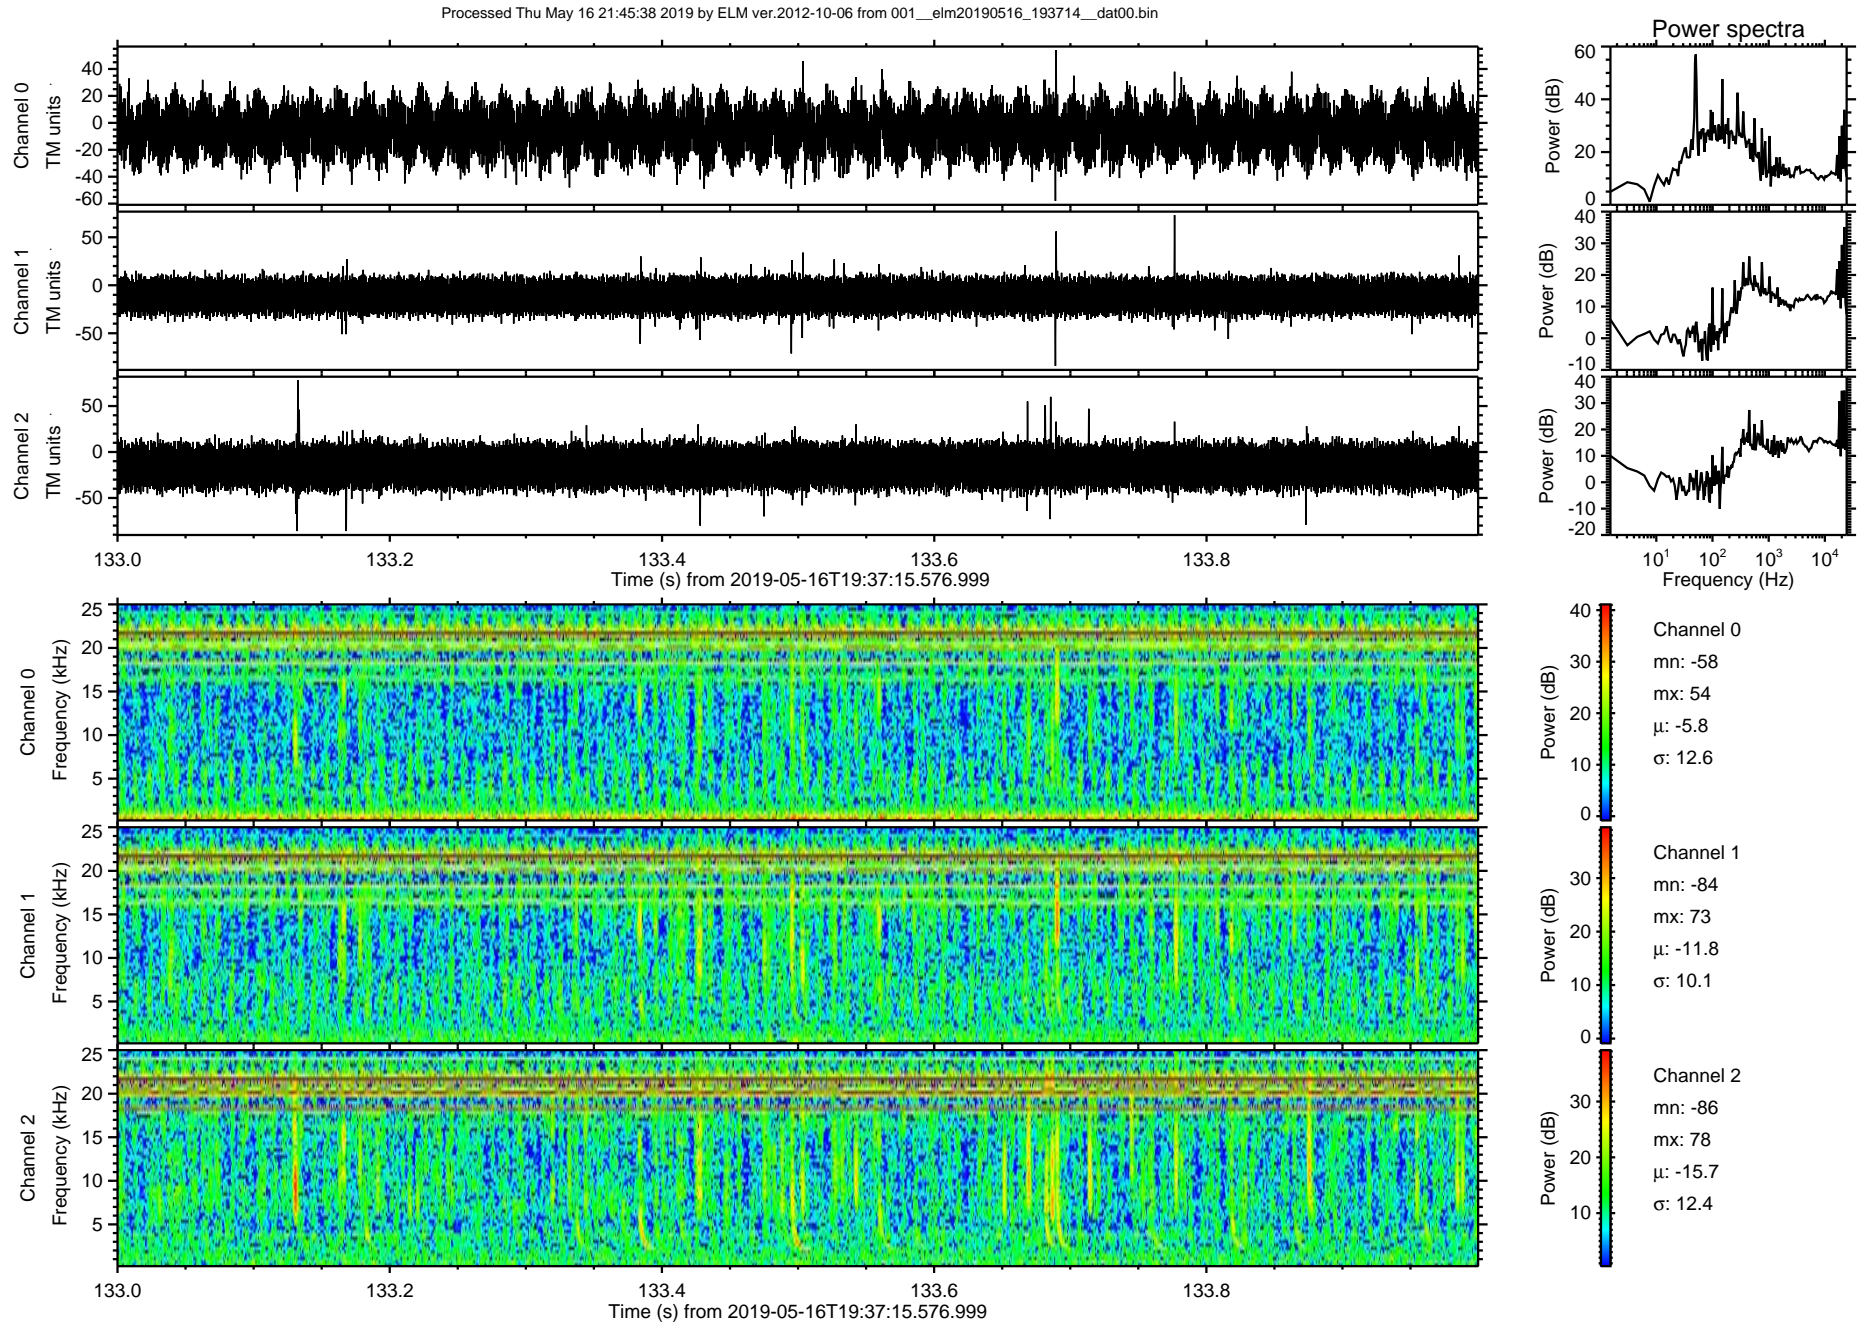 Processed Thu May 16 21:45:38 2019 by ELM ver.2012-10-06 from 001__elm20190516_193714__dat00.bin
Power spectra
Channel 0
TM units
40
20
0
-20
-40
-60
Power (dB)
60
40
20
0
Channel 1
TM units
50
0
-50
Power (dB)
40
30
20
10
0
-10
Channel 2
TM units
50
0
-50
Power (dB)
40
30
20
10
0
-10
-20
133.0 133.2 133.4 133.6 133.8
Time (s) from 2019-05-16T19:37:15.576.999
10^1 10^2 10^3 10^4
Frequency (Hz)
Channel 0
Frequency (kHz)
25
20
15
10
5
Power (dB)
40
30
20
10
0
Channel 0
mn: -58
mx: 54
μ: -5.8
σ: 12.6
Channel 1
Frequency (kHz)
25
20
15
10
5
Power (dB)
30
20
10
0
Channel 1
mn: -84
mx: 73
μ: -11.8
σ: 10.1
Channel 2
Frequency (kHz)
25
20
15
10
5
Power (dB)
30
20
10
Channel 2
mn: -86
mx: 78
μ: -15.7
σ: 12.4
133.0 133.2 133.4 133.6 133.8
Time (s) from 2019-05-16T19:37:15.576.999